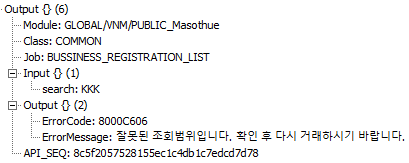 Output {} (6)
Module: GLOBAL/VNM/PUBLIC_Masothue
Class: COMMON
Job: BUSSINESS_REGISTRATION_LIST
Input {} (1)
search: KKK
Output {} (2)
ErrorCode: 8000C606
ErrorMessage: 잘못된 조회범위입니다. 확인 후 다시 거래하시기 바랍니다.
API_SEQ: 8c5f2057528155ec1c4db1c7edcd7d78